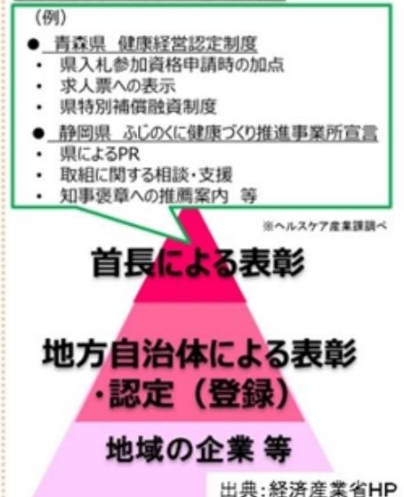 （例）
● 青森県　健康経営認定制度
・ 県入札参加資格申請時の加点
・ 求人票への表示
・ 県特別補償融資制度
● 静岡県　ふじのくに健康づくり推進事業所宣言
・ 県によるPR
・ 取組に関する相談・支援
・ 知事褒章への推薦案内　等
※ヘルスケア産業課調べ
首長による表彰
地方自治体による表彰
・認定（登録）
地域の企業 等
出典：経済産業省HP